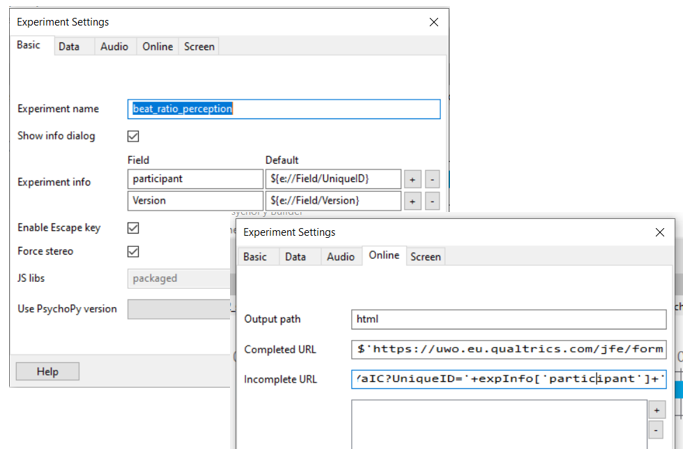 Experiment Settings
Basic Data Audio Online Screen
Experiment name beat_ratio_perception
Show info dialog
Field Default
Experiment info participant ${e://Field/UniqueID} + -
Version ${e://Field/Version} + -
Enable Escape key
Force stereo
JS libs packaged
Use PsychoPy version
Help
Experiment Settings
Basic Data Audio Online Screen
Output path html
Completed URL $'https://uwo.eu.qualtrics.com/jfe/form
Incomplete URL /aIC?UniqueID='+expInfo['participant']+'
+
-